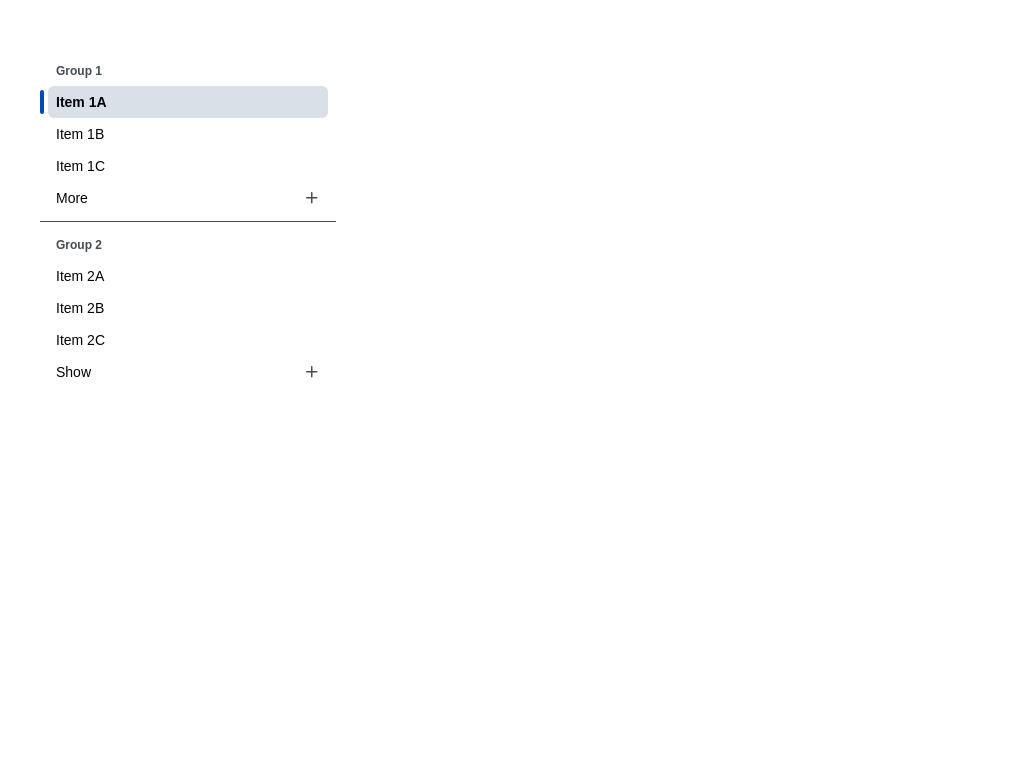 Group 1
Item 1A
Item 1B
Item 1C
More
Group 2
Item 2A
Item 2B
Item 2C
Show